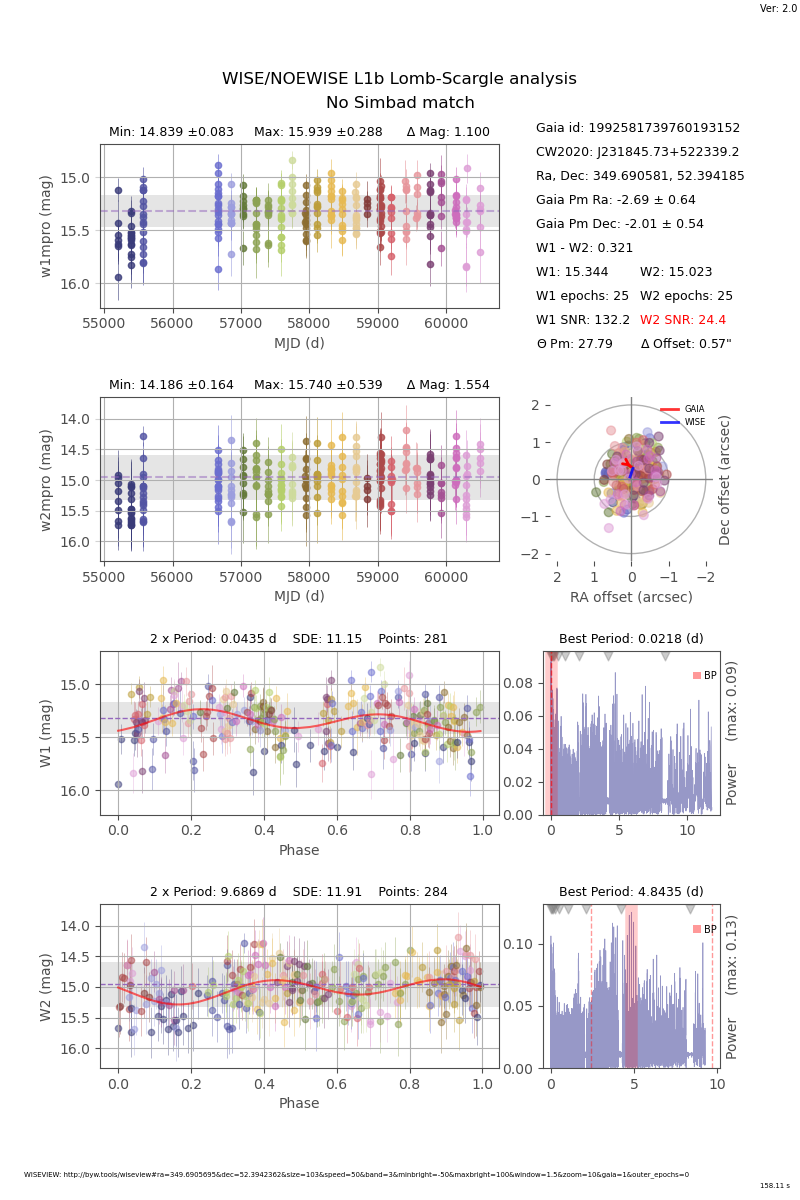 Ver: 2.0
WISE/NOEWISE L1b Lomb-Scargle analysis
No Simbad match
Min: 14.839 ±0.083 Max: 15.939 ±0.288 Δ Mag: 1.100
15.0
15.5
16.0
w1mpro (mag)
55000 56000 57000 58000 59000 60000
MJD (d)
Gaia id: 1992581739760193152
CW2020: J231845.73+522339.2
Ra, Dec: 349.690581, 52.394185
Gaia Pm Ra: -2.69 ± 0.64
Gaia Pm Dec: -2.01 ± 0.54
W1 - W2: 0.321
W1: 15.344 W2: 15.023
W1 epochs: 25 W2 epochs: 25
W1 SNR: 132.2 W2 SNR: 24.4
Θ Pm: 27.79 Δ Offset: 0.57"
Min: 14.186 ±0.164 Max: 15.740 ±0.539 Δ Mag: 1.554
14.0
14.5
15.0
15.5
16.0
w2mpro (mag)
55000 56000 57000 58000 59000 60000
MJD (d)
GAIA
WISE
2
1
0
−1
−2
Dec offset (arcsec)
2 1 0 −1 −2
RA offset (arcsec)
2 x Period: 0.0435 d SDE: 11.15 Points: 281
15.0
15.5
16.0
W1 (mag)
0.0 0.2 0.4 0.6 0.8 1.0
Phase
Best Period: 0.0218 (d)
BP
0.08
0.06
0.04
0.02
0.00
Power (max: 0.09)
0 5 10
2 x Period: 9.6869 d SDE: 11.91 Points: 284
14.0
14.5
15.0
15.5
16.0
W2 (mag)
0.0 0.2 0.4 0.6 0.8 1.0
Phase
Best Period: 4.8435 (d)
BP
0.10
0.05
0.00
Power (max: 0.13)
0 5 10
WISEVIEW: http://byw.tools/wiseview#ra=349.6905695&dec=52.3942362&size=103&speed=50&band=3&minbright=-50&maxbright=100&window=1.5&zoom=10&gaia=1&outer_epochs=0
158.11 s